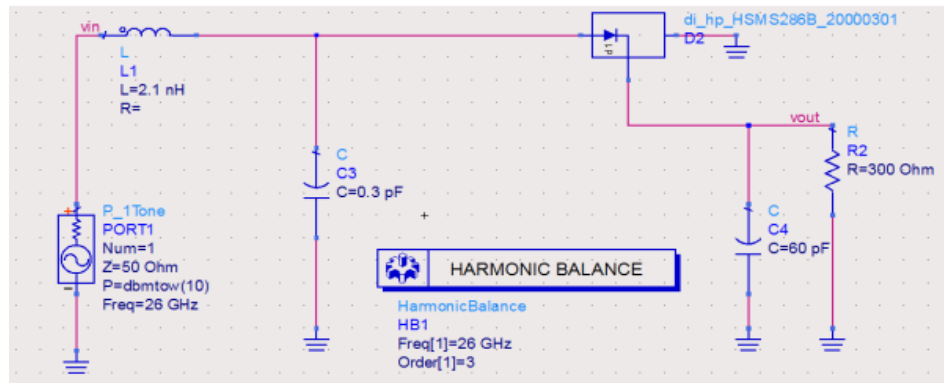 vin
L
L1
L=2.1 nH
R=
di_hp_HSMS286B_20000301
D2
d1
vout
R
R2
R=300 Ohm
C
C3
C=0.3 pF
P_1Tone
PORT1
Num=1
Z=50 Ohm
P=dbmtow(10)
Freq=26 GHz
C
C4
C=60 pF
HARMONIC BALANCE
HarmonicBalance
HB1
Freq[1]=26 GHz
Order[1]=3